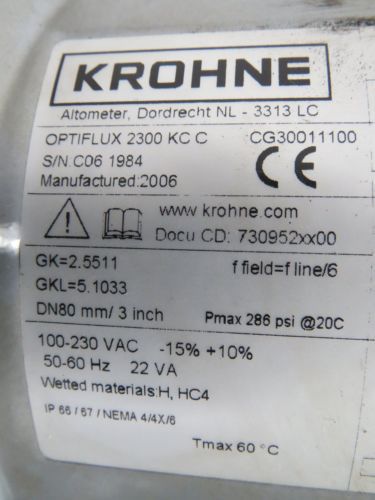 KROHNE
Altometer, Dordrecht NL - 3313 LC
OPTIFLUX 2300 KC C CG30011100
S/N.C06 1984
Manufactured:2006
CE
www krohne.com
Docu CD: 730952xx00
GK=2.5511 f field=f line/6
GKL=5.1033
DN80 mm/ 3 inch Pmax 286 psi @20C
100-230 VAC -15% +10%
50-60 Hz 22 VA
Wetted materials:H, HC4
IP 66 / 67 / NEMA 4/4X/6
Tmax 60 °C